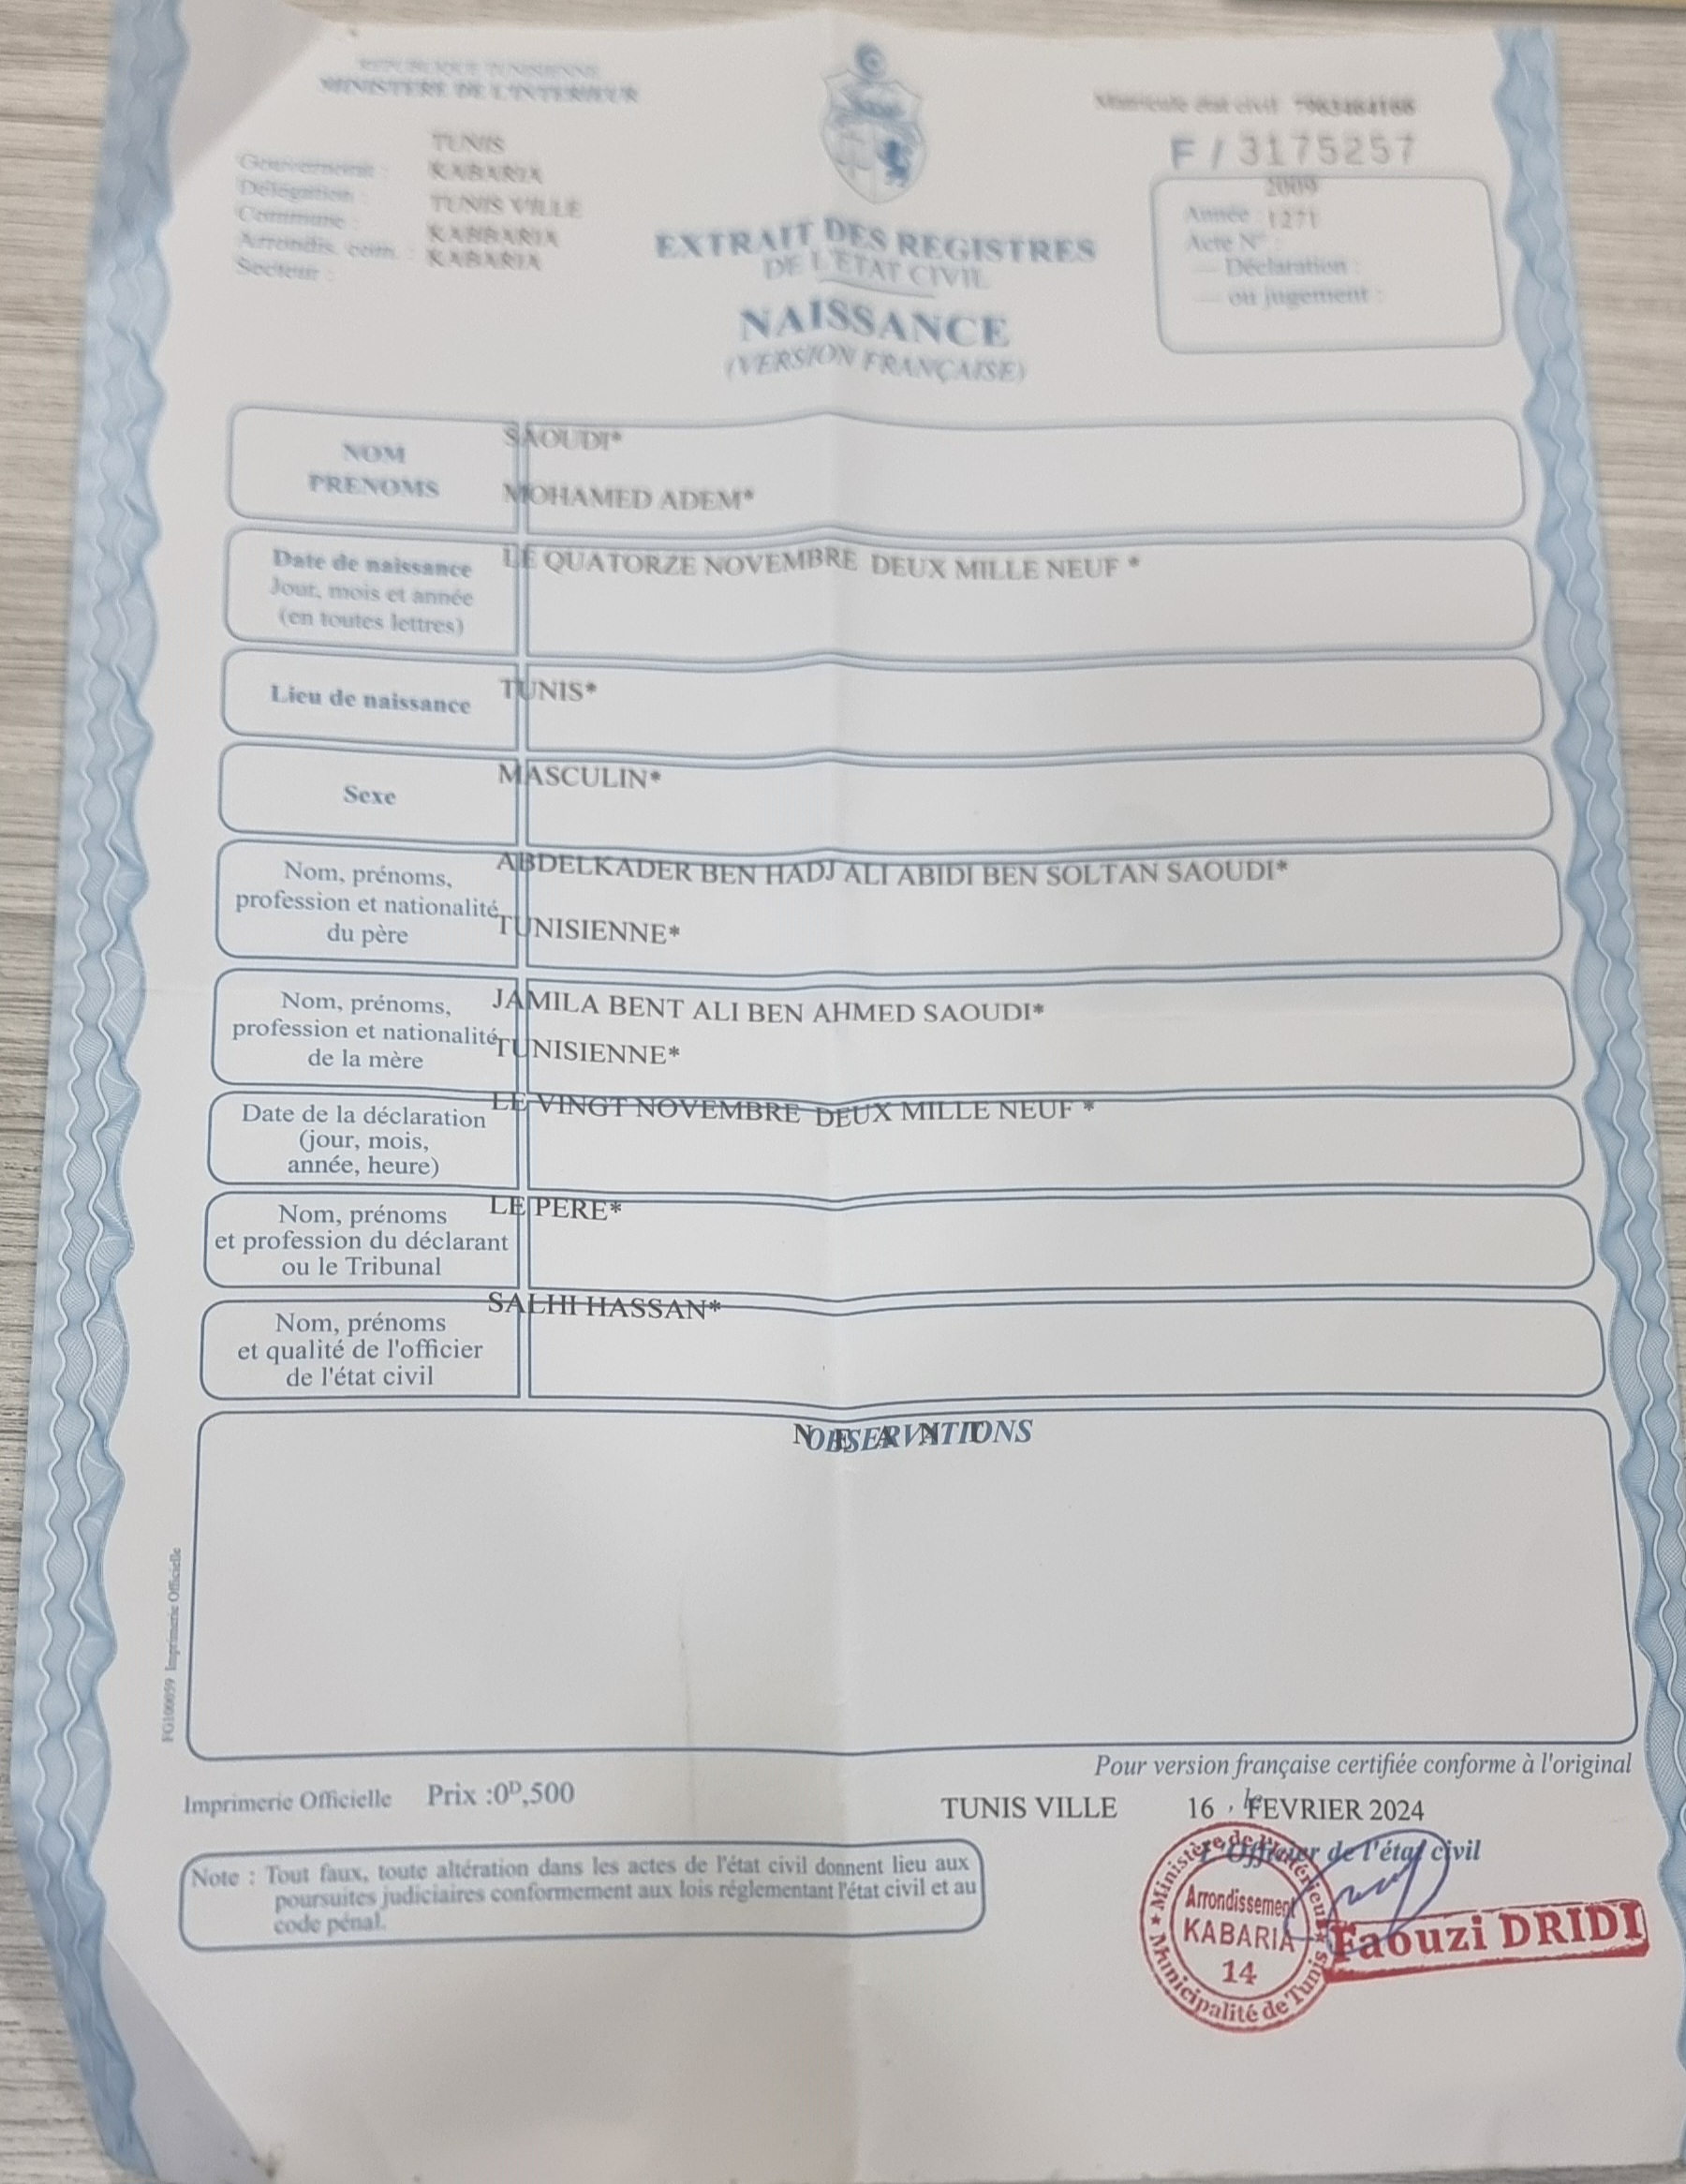 REPUBLIQUE TUNISIENNE
MINISTERE DE L'INTERIEUR
Gouvernorat : TUNIS
Délégation : KABARIA
Commune : TUNIS VILLE
Arrondis. com. : KABBARIA
Secteur : KABARIA
EXTRAIT DES REGISTRES
DE L'ETAT CIVIL
NAISSANCE
(VERSION FRANÇAISE)
Matricule état civil
F / 3175257
Année : 2009
Acte N° : 1271
— Déclaration :
— ou jugement :
NOM SAOUDI*
PRENOMS MOHAMED ADEM*
Date de naissance LE QUATORZE NOVEMBRE DEUX MILLE NEUF *
Jour, mois et année
(en toutes lettres)
Lieu de naissance TUNIS*
Sexe MASCULIN*
Nom, prénoms, ABDELKADER BEN HADJ ALI ABIDI BEN SOLTAN SAOUDI*
profession et nationalité
du père TUNISIENNE*
Nom, prénoms, JAMILA BENT ALI BEN AHMED SAOUDI*
profession et nationalité
de la mère TUNISIENNE*
Date de la déclaration LE VINGT NOVEMBRE DEUX MILLE NEUF *
(jour, mois,
année, heure)
Nom, prénoms LE PERE*
et profession du déclarant
ou le Tribunal
Nom, prénoms SALHI HASSAN*
et qualité de l'officier
de l'état civil
OBSERVATIONS
NEANT
FG100059 Imprimerie Officielle
Pour version française certifiée conforme à l'original
Imprimerie Officielle Prix :0ᴰ,500
TUNIS VILLE , le 16 FEVRIER 2024
L'Officier de l'état civil
Note : Tout faux, toute altération dans les actes de l'état civil donnent lieu aux
poursuites judiciaires conformement aux lois réglementant l'état civil et au
code pénal.
★ Ministère de l'Intérieur ★
Arrondissement
KABARIA
14
Municipalité de Tunis
Faouzi DRIDI